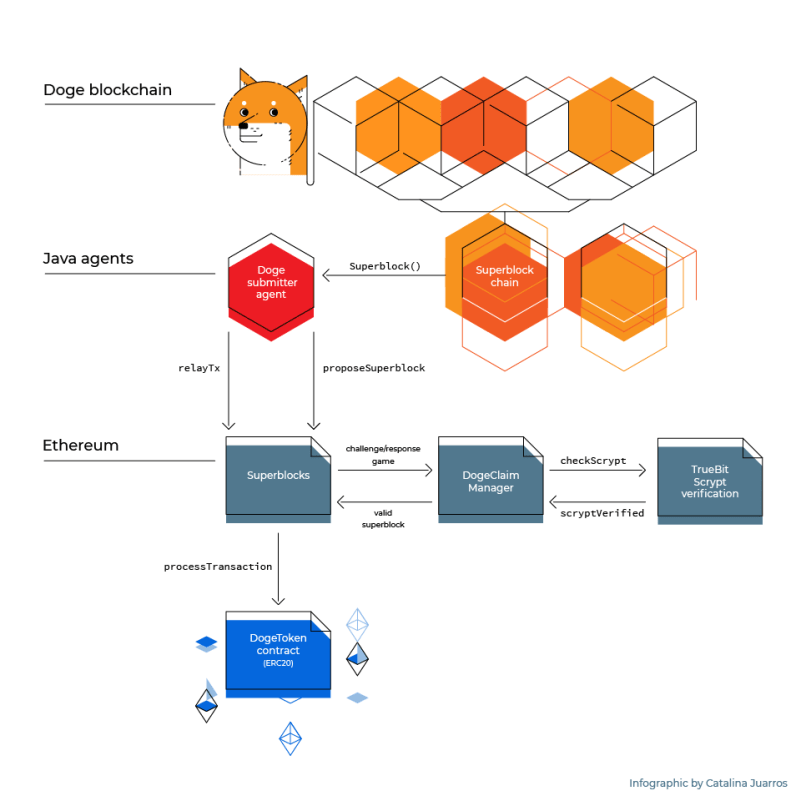 Doge blockchain
Java agents
Doge
submitter
agent
Superblock()
Superblock
chain
relayTx
proposeSuperblock
Ethereum
Superblocks
challenge/response
game
valid
superblock
DogeClaim
Manager
checkScrypt
scryptVerified
TrueBit
Scrypt
verification
processTransaction
DogeToken
contract
(ERC20)
Infographic by Catalina Juarros